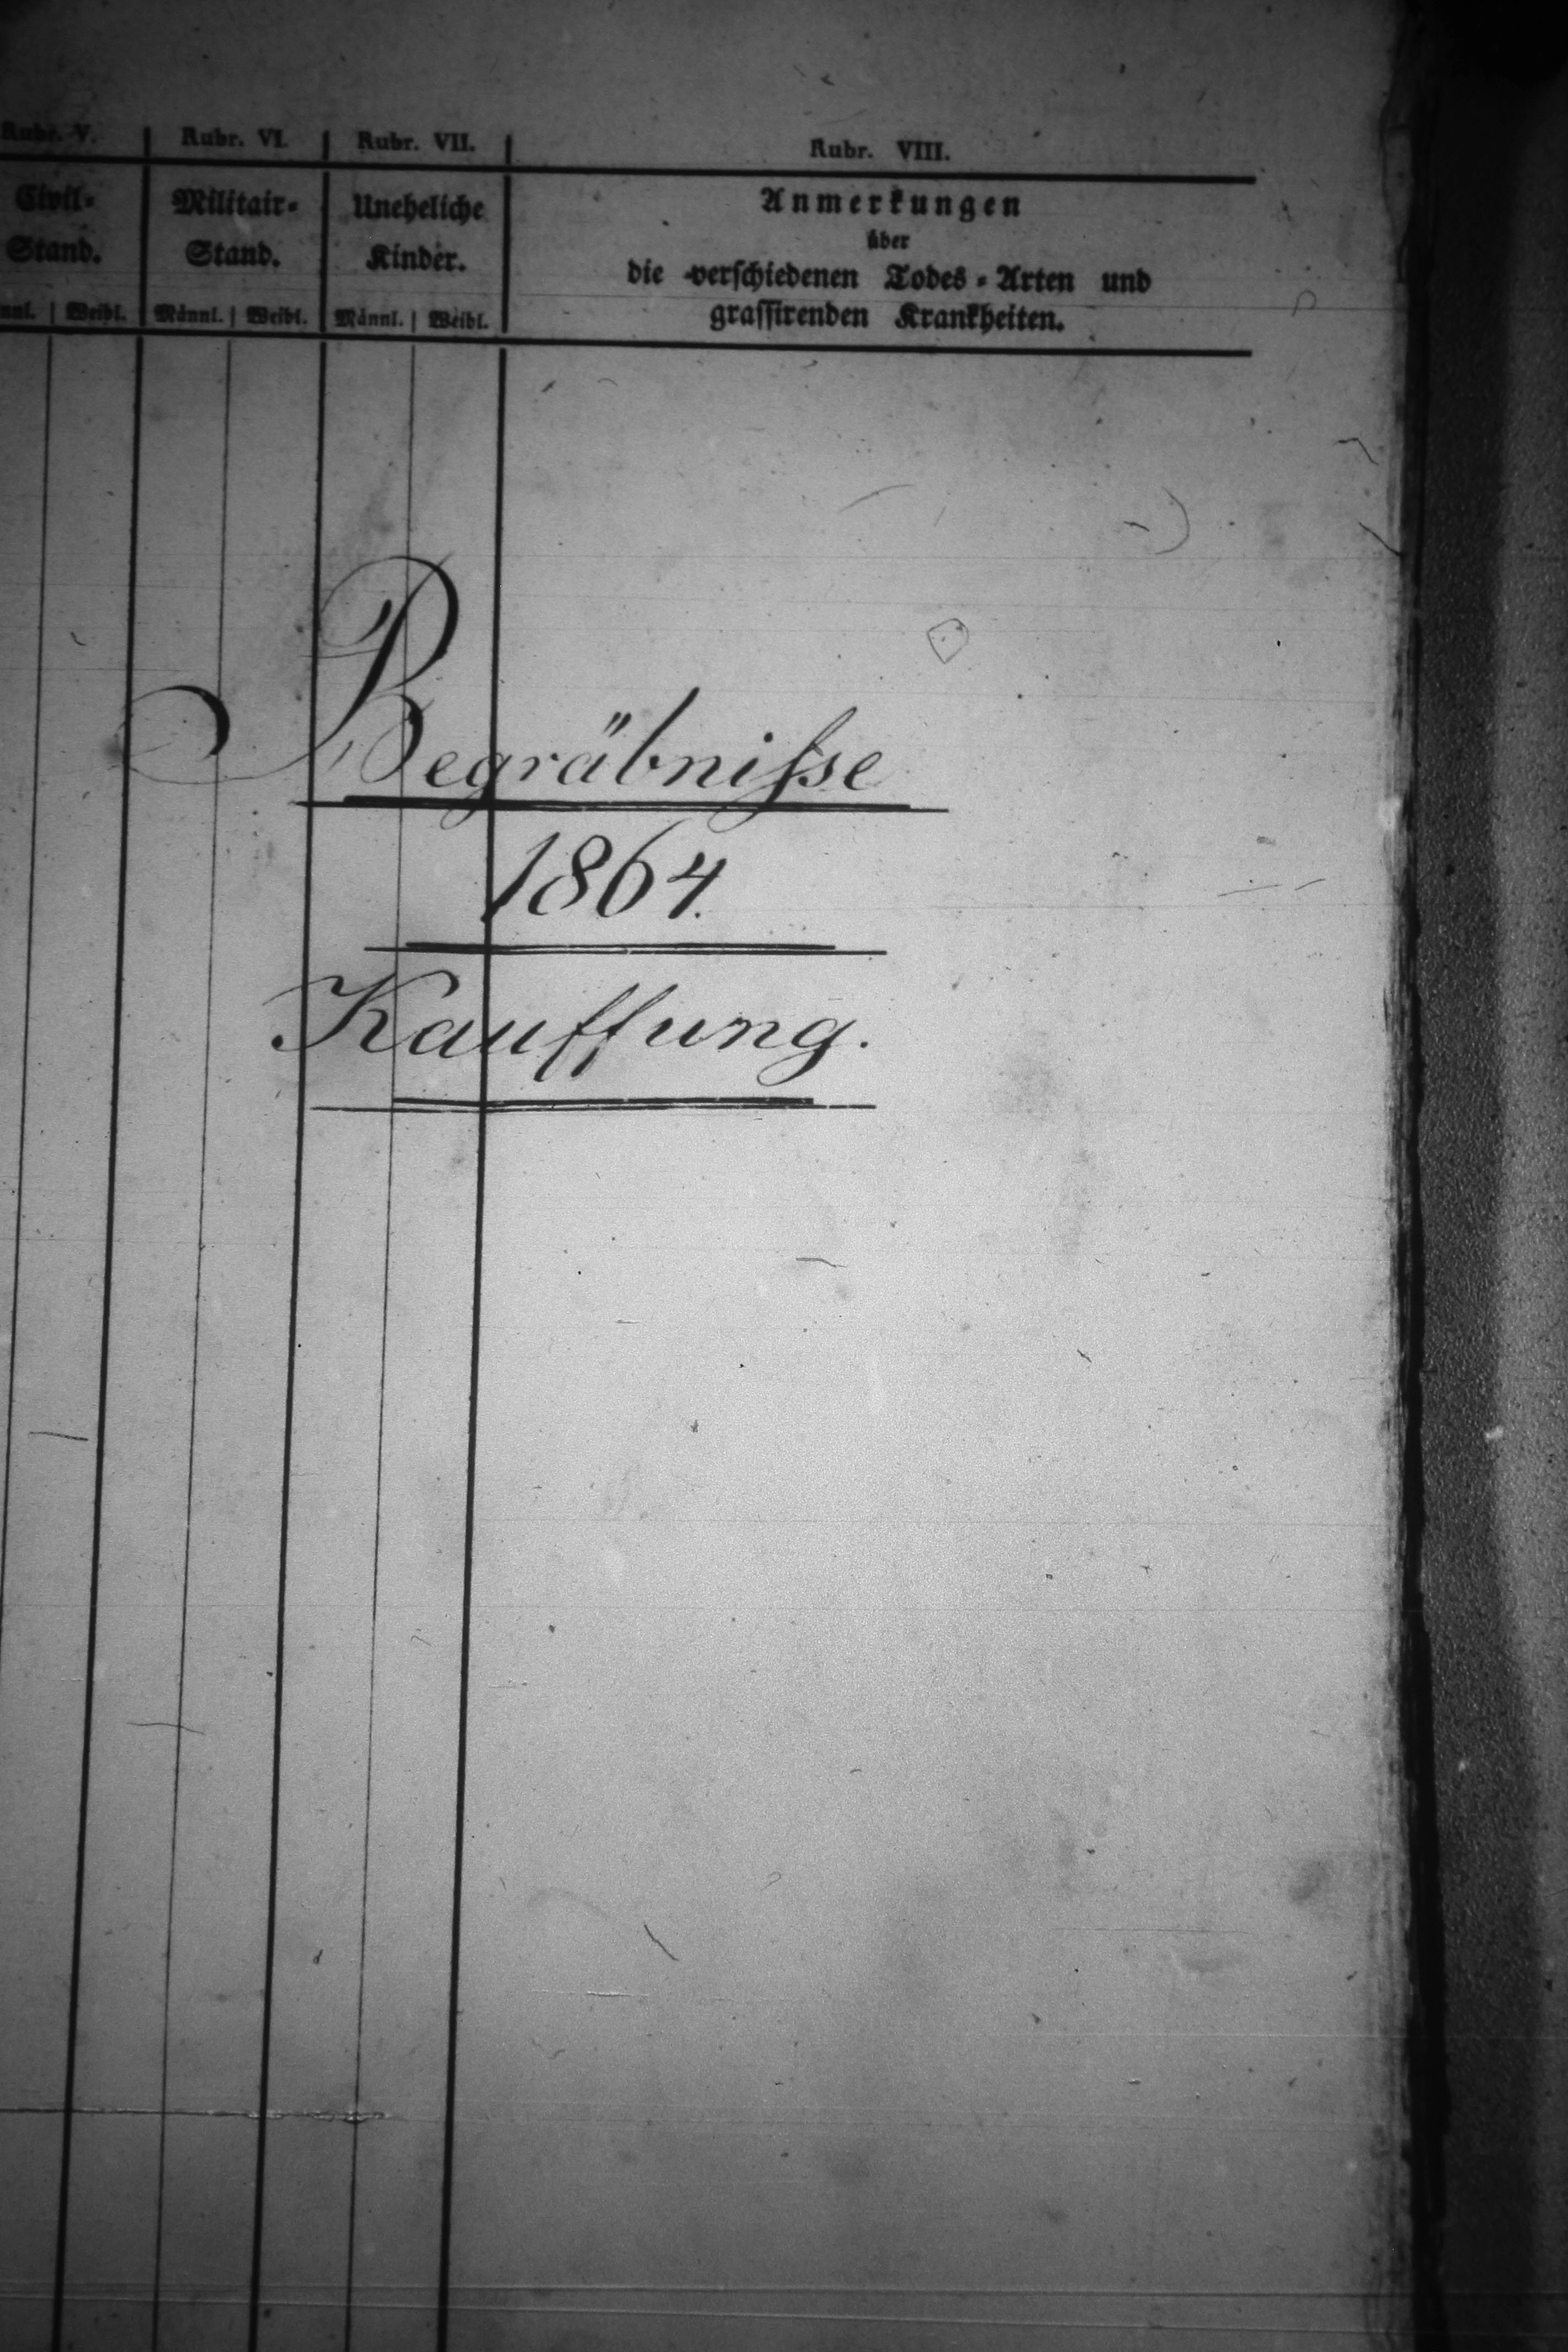 Rubr. V. Rubr. VI. Rubr. VII. Rubr. VIII.
Civil- Militair- Uneheliche Anmerkungen
Stand. Stand. Kinder. über
die verschiedenen Todes-Arten und
grassirenden Krankheiten.
Weibl. Männl. Weibl. Männl. Weibl.
Begräbnisse
1864.
Kauffung.